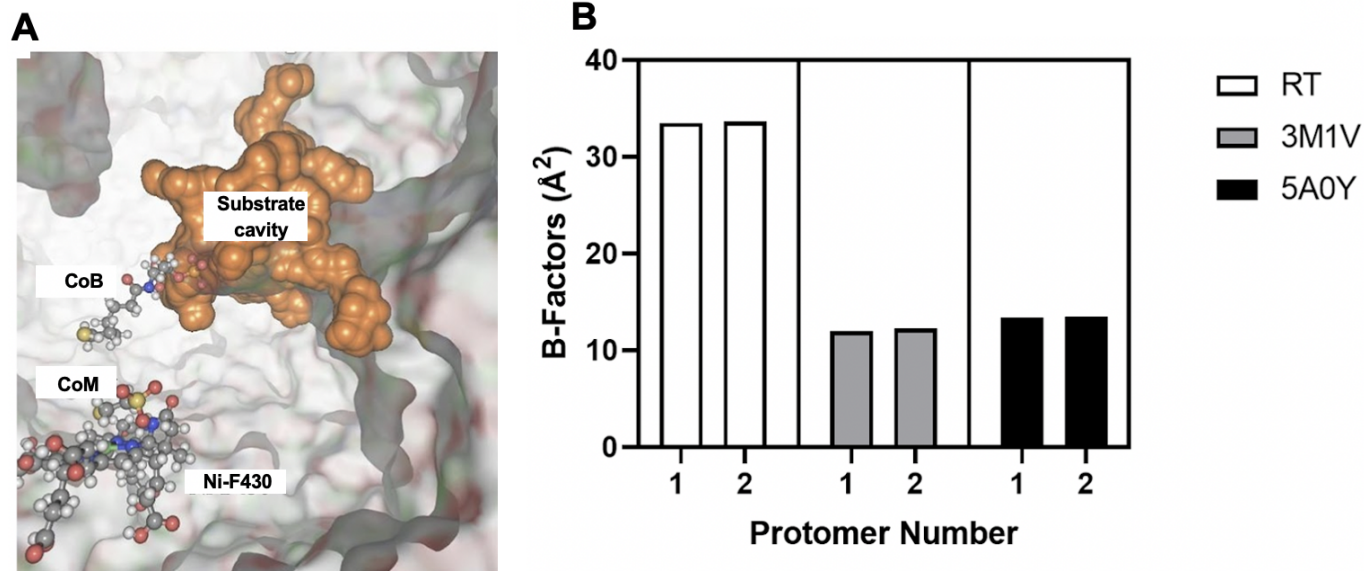 A
Substrate
cavity
CoB
CoM
Ni-F430
B
B-Factors (Å²)
40
30
20
10
0
1 2 1 2 1 2
Protomer Number
RT
3M1V
5A0Y